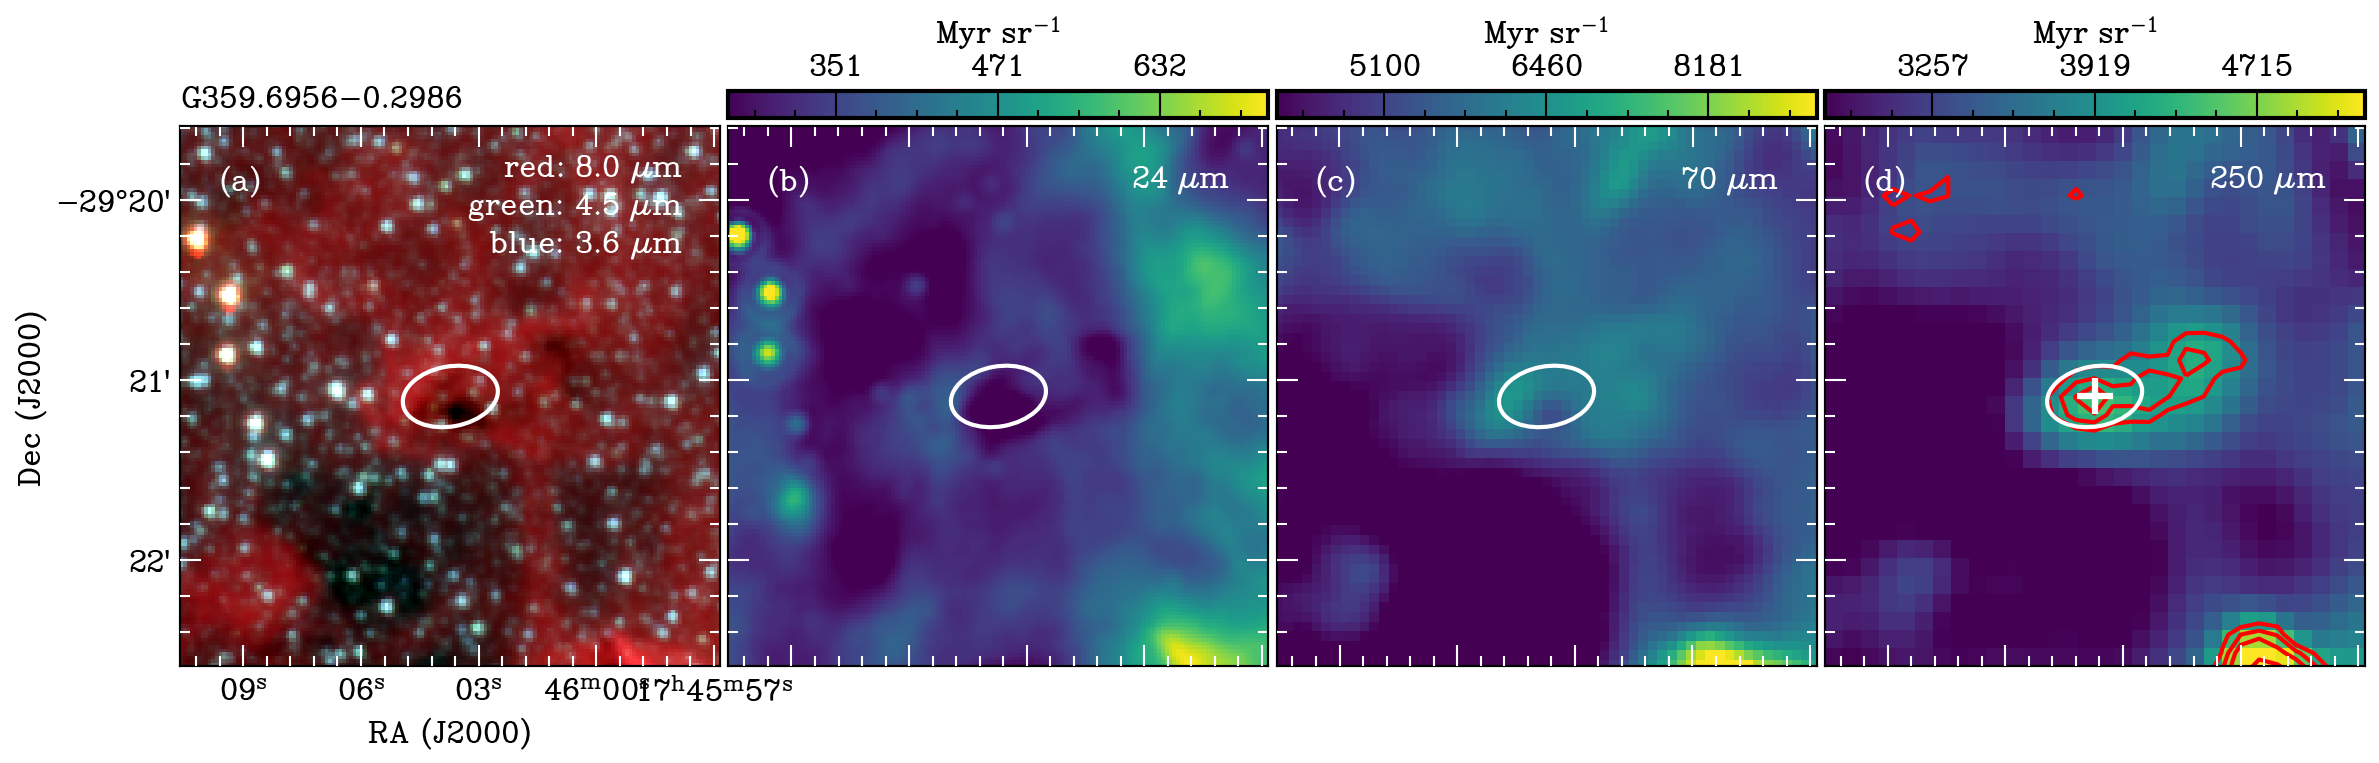 Myr sr⁻¹ Myr sr⁻¹ Myr sr⁻¹
351 471 632 5100 6460 8181 3257 3919 4715
G359.6956−0.2986
(a) red: 8.0 μm
green: 4.5 μm
blue: 3.6 μm
(b) 24 μm
(c) 70 μm
(d) 250 μm
−29°20'
21'
22'
Dec (J2000)
09ˢ 06ˢ 03ˢ 46ᵐ00ˢ 17ʰ45ᵐ57ˢ
RA (J2000)